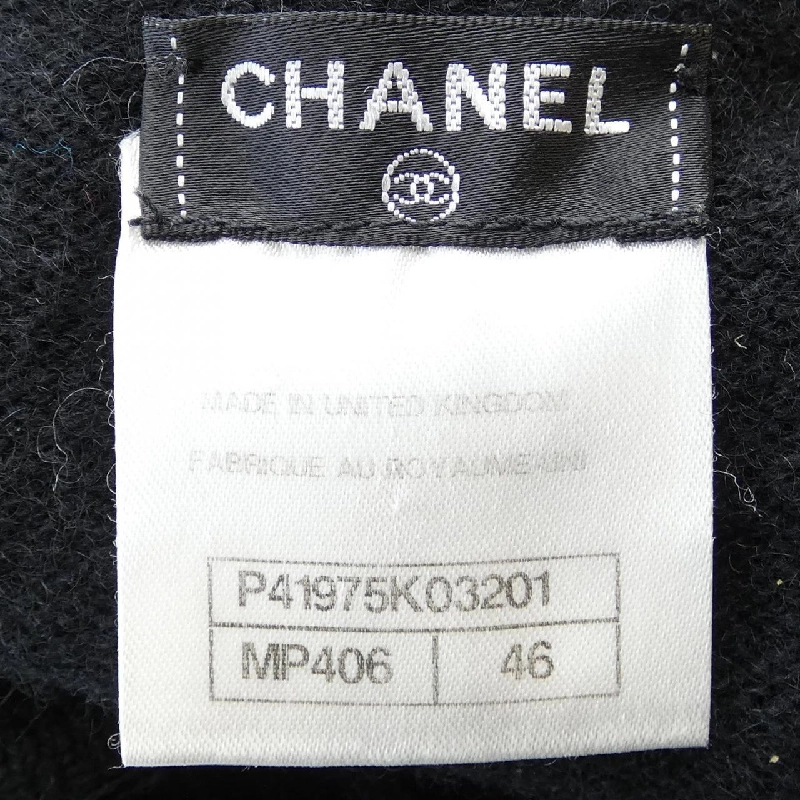 CHANEL
MADE IN UNITED KINGDOM
FABRIQUE AU ROYAUME-UNI
P41975K03201
MP406 46